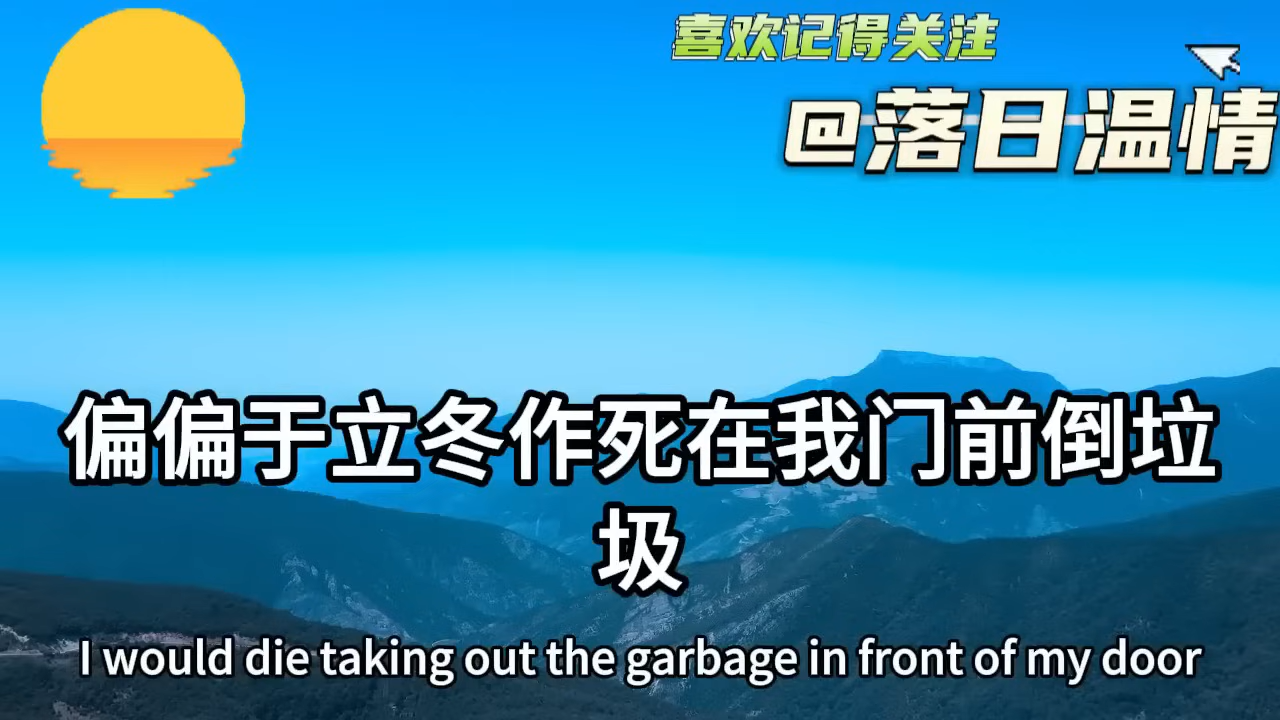 喜欢记得关注
@落日温情
偏偏于立冬作死在我门前倒垃
圾
I would die taking out the garbage in front of my door